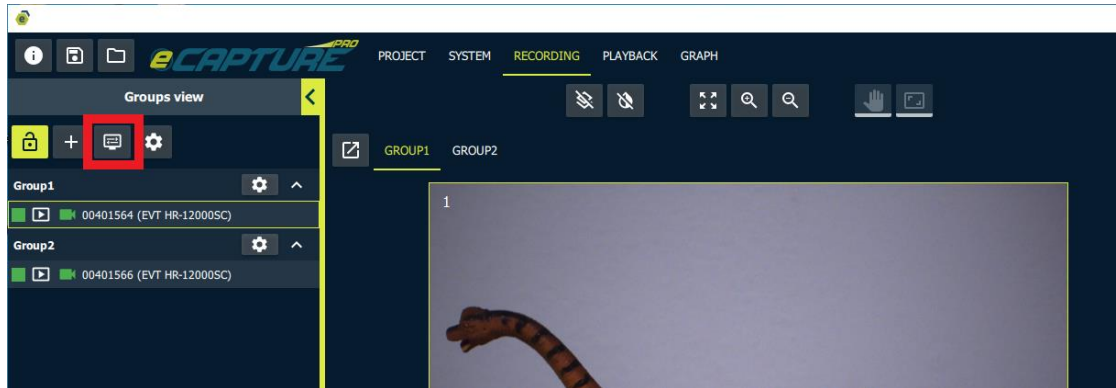 eCAPTURE PRO
PROJECT SYSTEM RECORDING PLAYBACK GRAPH
Groups view
GROUP1 GROUP2
Group1
1
00401564 (EVT HR-12000SC)
Group2
00401566 (EVT HR-12000SC)